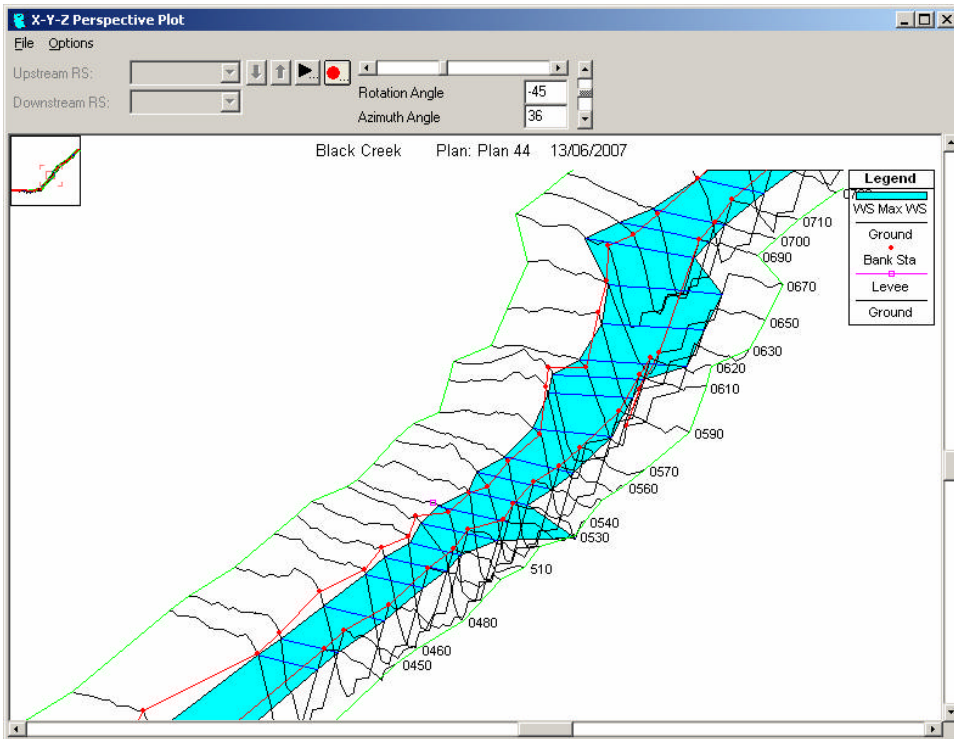 X-Y-Z Perspective Plot
File Options
Upstream RS:
Downstream RS:
Rotation Angle -45
Azimuth Angle 36
Black Creek Plan: Plan 44 13/06/2007
Legend
WS Max WS
Ground
Bank Sta
Levee
Ground
0710
0700
0690
0670
0650
0630
0620
0610
0590
0570
0560
0540
0530
510
0480
0460
0450